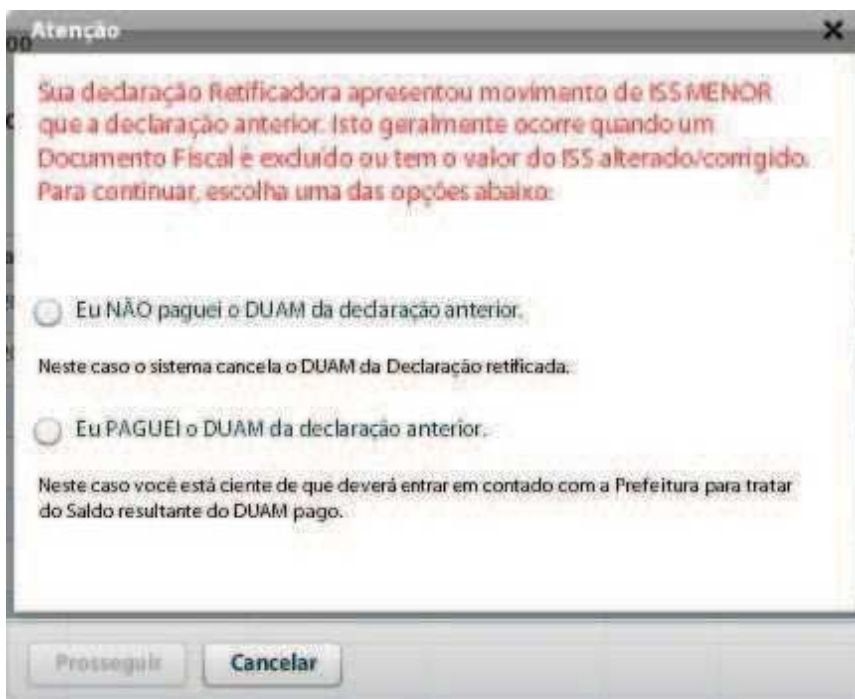 00
Atenção
Sua declaração Retificadora apresentou movimento de ISS MENOR
que a declaração anterior. Isto geralmente ocorre quando um
Documento Fiscal é excluído ou tem o valor do ISS alterado/corrigido.
Para continuar, escolha uma das opções abaixo:
Eu NÃO paguei o DUAM da declaração anterior.
Neste caso o sistema cancela o DUAM da Declaração retificada.
Eu PAGUEI o DUAM da declaração anterior.
Neste caso você está ciente de que deverá entrar em contado com a Prefeitura para tratar
do Saldo resultante do DUAM pago.
Prosseguir
Cancelar